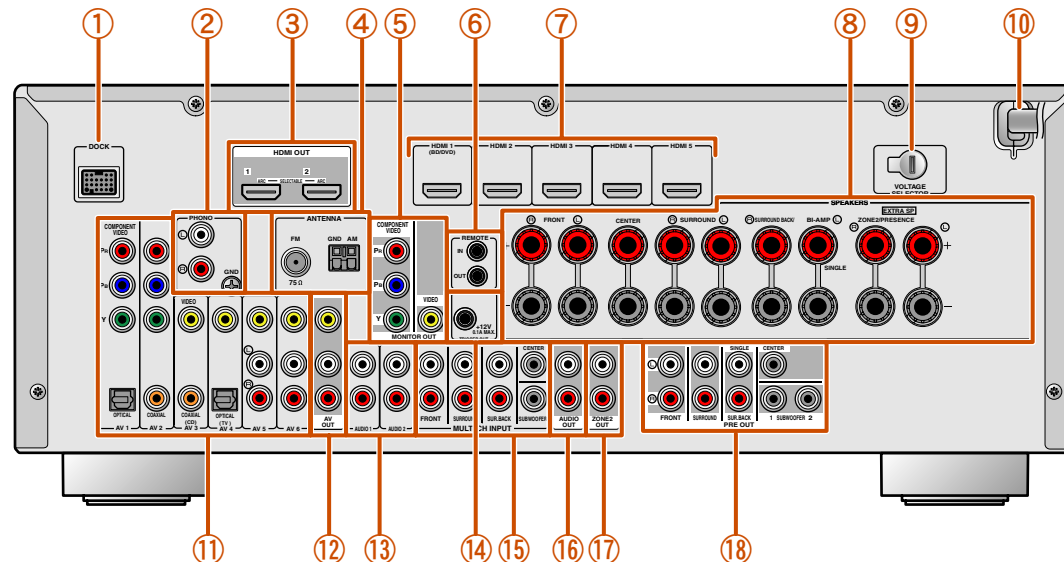 ① ② ③ ④ ⑤ ⑥ ⑦ ⑧ ⑨ ⑩
DOCK
HDMI OUT
1 ARC SELECTABLE 2 ARC
HDMI 1
(BD/DVD)
HDMI 2
HDMI 3
HDMI 4
HDMI 5
VOLTAGE
SELECTOR
SPEAKERS
EXTRA SP
R FRONT L
CENTER
R SURROUND L
R SURROUND BACK/ BI-AMP L
ZONE2/PRESENCE
R L
SINGLE
+
–
COMPONENT
VIDEO
PR
PB
Y
PHONO
L
R
GND
ANTENNA
FM
75 Ω
GND AM
COMPONENT
VIDEO
PR
PB
Y
VIDEO
MONITOR OUT
REMOTE
IN
OUT
+12V
0.1A MAX.
VIDEO
L
R
OPTICAL
COAXIAL
COAXIAL
(CD)
OPTICAL
(TV)
AV 1
AV 2
AV 3
AV 4
AV 5
AV 6
AV
OUT
AUDIO 1
AUDIO 2
FRONT
SURROUND
SUR.BACK
CENTER
SUBWOOFER
MULTI CH INPUT
AUDIO
OUT
ZONE2
OUT
L
R
FRONT
SURROUND
SINGLE
SUR.BACK
CENTER
1 SUBWOOFER 2
PRE OUT
⑪ ⑫ ⑬ ⑭ ⑮ ⑯ ⑰ ⑱